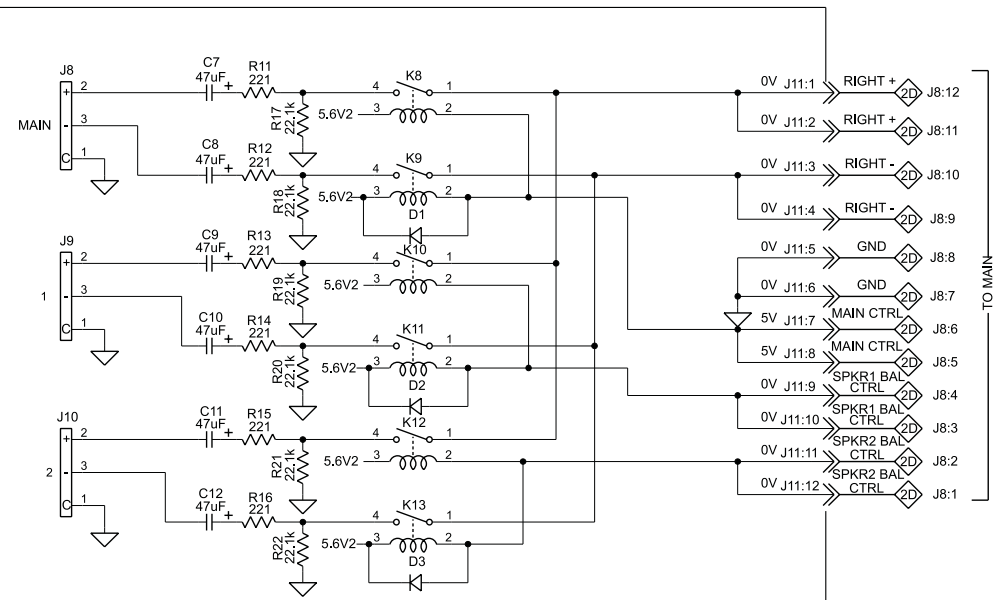 J8
+ 2
MAIN - 3
C 1
C7
47uF +
R11
221
R17
22.1k
K8
4 1
5.6V2 3 2
C8
47uF +
R12
221
R18
22.1k
K9
4 1
5.6V2 3 2
D1
J9
+ 2
1 - 3
C 1
C9
47uF +
R13
221
R19
22.1k
K10
4 1
5.6V2 3 2
C10
47uF +
R14
221
R20
22.1k
K11
4 1
5.6V2 3 2
D2
J10
+ 2
2 - 3
C 1
C11
47uF +
R15
221
R21
22.1k
K12
4 1
5.6V2 3 2
C12
47uF +
R16
221
R22
22.1k
K13
4 1
5.6V2 3 2
D3
0V J11:1 RIGHT + 2D J8:12
0V J11:2 RIGHT + 2D J8:11
0V J11:3 RIGHT - 2D J8:10
0V J11:4 RIGHT - 2D J8:9
0V J11:5 GND 2D J8:8
0V J11:6 GND 2D J8:7
5V J11:7 MAIN CTRL 2D J8:6
5V J11:8 MAIN CTRL 2D J8:5
0V J11:9 SPKR1 BAL CTRL 2D J8:4
0V J11:10 SPKR1 BAL CTRL 2D J8:3
0V J11:11 SPKR2 BAL CTRL 2D J8:2
0V J11:12 SPKR2 BAL CTRL 2D J8:1
TO MAIN